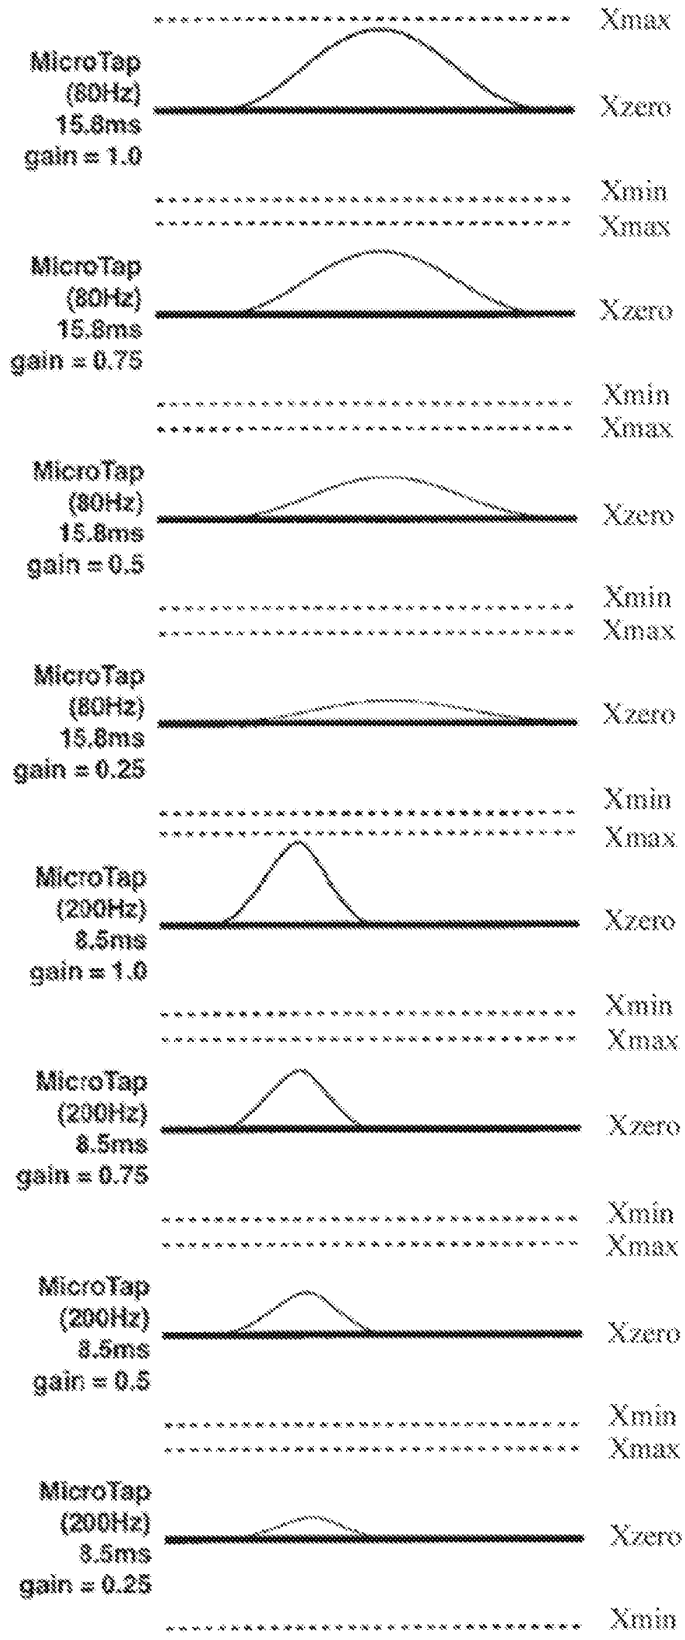 Xmax
MicroTap
(80Hz)
15.8ms
gain = 1.0
Xzero
Xmin
Xmax
MicroTap
(80Hz)
15.8ms
gain = 0.75
Xzero
Xmin
Xmax
MicroTap
(80Hz)
15.8ms
gain = 0.5
Xzero
Xmin
Xmax
MicroTap
(80Hz)
15.8ms
gain = 0.25
Xzero
Xmin
Xmax
MicroTap
(200Hz)
8.5ms
gain = 1.0
Xzero
Xmin
Xmax
MicroTap
(200Hz)
8.5ms
gain = 0.75
Xzero
Xmin
Xmax
MicroTap
(200Hz)
8.5ms
gain = 0.5
Xzero
Xmin
Xmax
MicroTap
(200Hz)
8.5ms
gain = 0.25
Xzero
Xmin